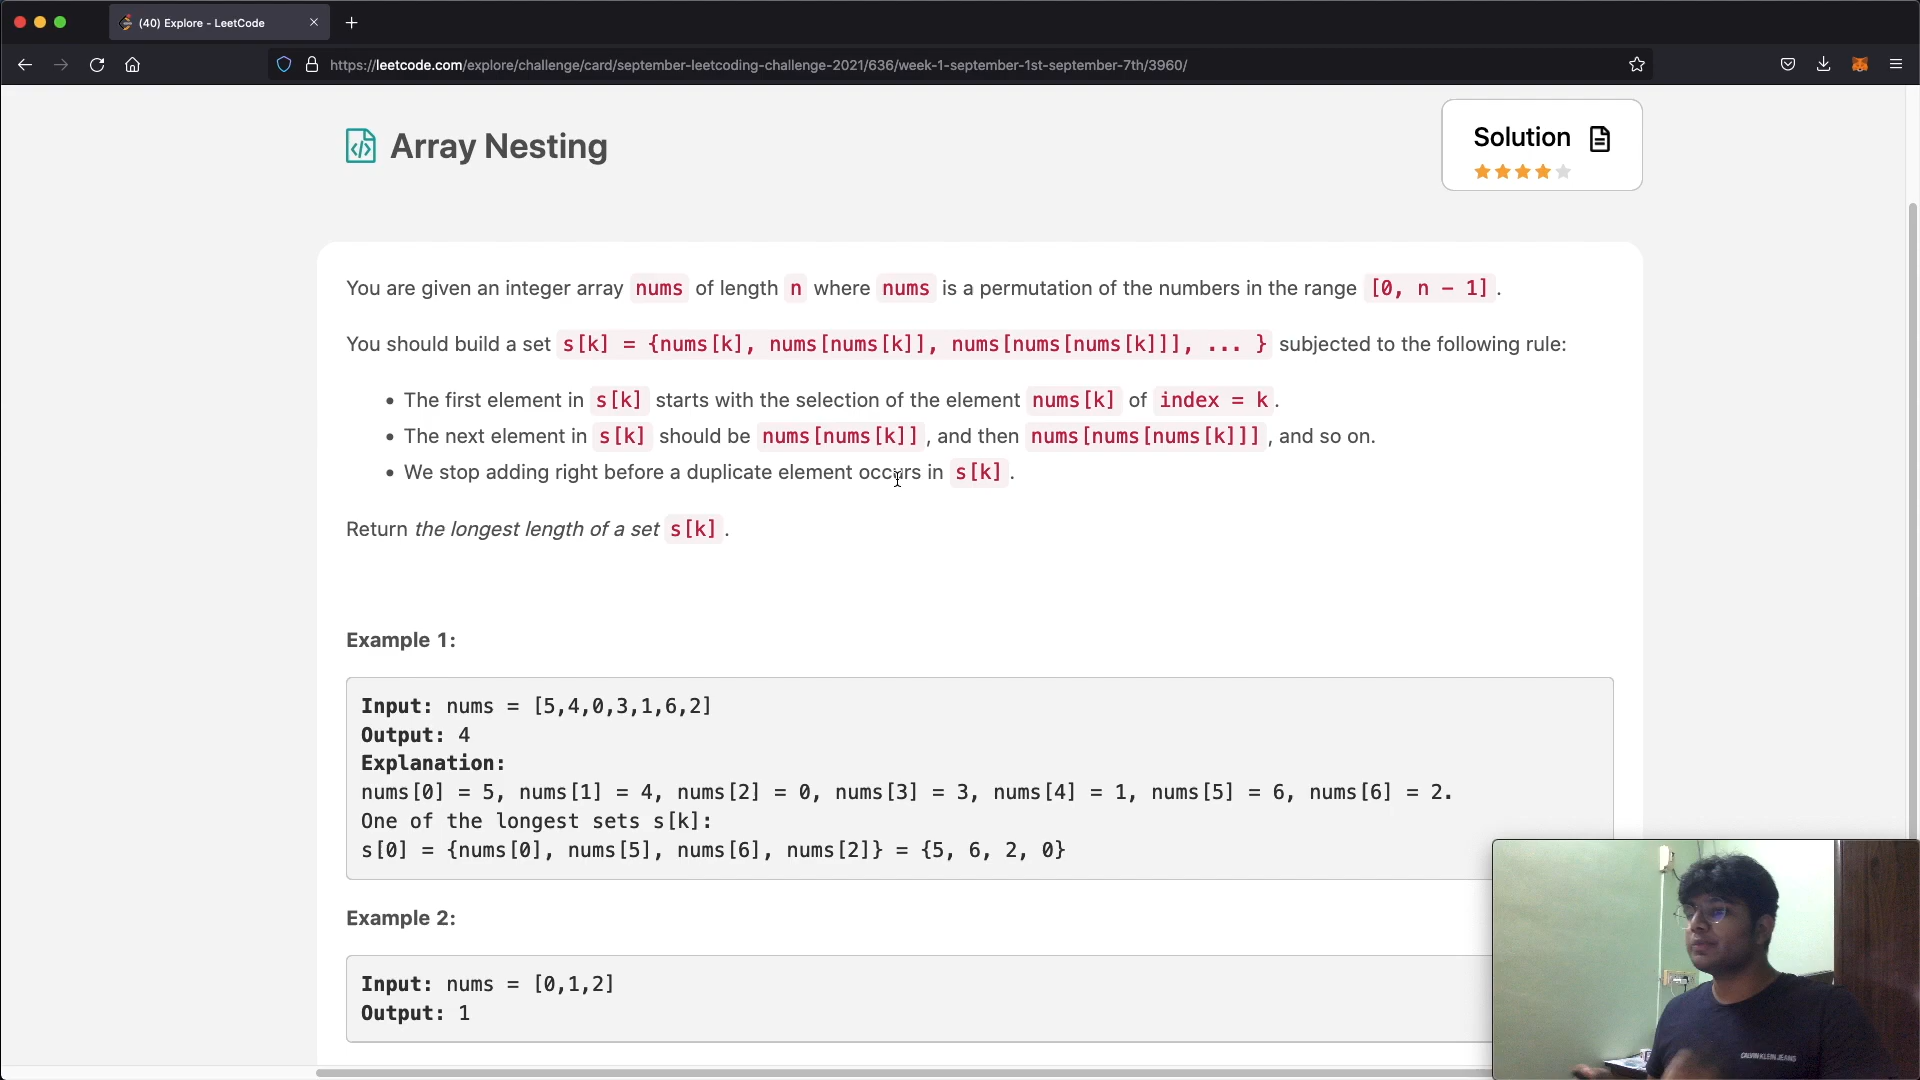 (40) Explore - LeetCode
https://leetcode.com/explore/challenge/card/september-leetcoding-challenge-2021/636/week-1-september-1st-september-7th/3960/
Array Nesting
Solution
You are given an integer array nums of length n where nums is a permutation of the numbers in the range [0, n - 1].
You should build a set s[k] = {nums[k], nums[nums[k]], nums[nums[nums[k]]], ... } subjected to the following rule:
• The first element in s[k] starts with the selection of the element nums[k] of index = k.
• The next element in s[k] should be nums[nums[k]], and then nums[nums[nums[k]]], and so on.
• We stop adding right before a duplicate element occurs in s[k].
Return the longest length of a set s[k].
Example 1:
Input: nums = [5,4,0,3,1,6,2]
Output: 4
Explanation:
nums[0] = 5, nums[1] = 4, nums[2] = 0, nums[3] = 3, nums[4] = 1, nums[5] = 6, nums[6] = 2.
One of the longest sets s[k]:
s[0] = {nums[0], nums[5], nums[6], nums[2]} = {5, 6, 2, 0}
Example 2:
Input: nums = [0,1,2]
Output: 1
CALVIN KLEIN JEANS